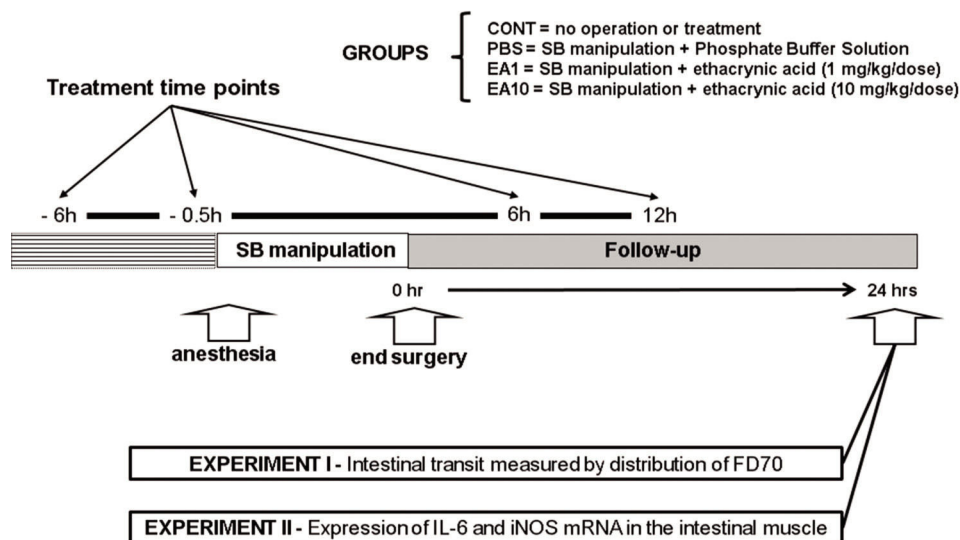 GROUPS
CONT = no operation or treatment
PBS = SB manipulation + Phosphate Buffer Solution
EA1 = SB manipulation + ethacrynic acid (1 mg/kg/dose)
EA10 = SB manipulation + ethacrynic acid (10 mg/kg/dose)
Treatment time points
- 6h - 0.5h 6h 12h
SB manipulation Follow-up
0 hr 24 hrs
anesthesia end surgery
EXPERIMENT I - Intestinal transit measured by distribution of FD70
EXPERIMENT II - Expression of IL-6 and iNOS mRNA in the intestinal muscle